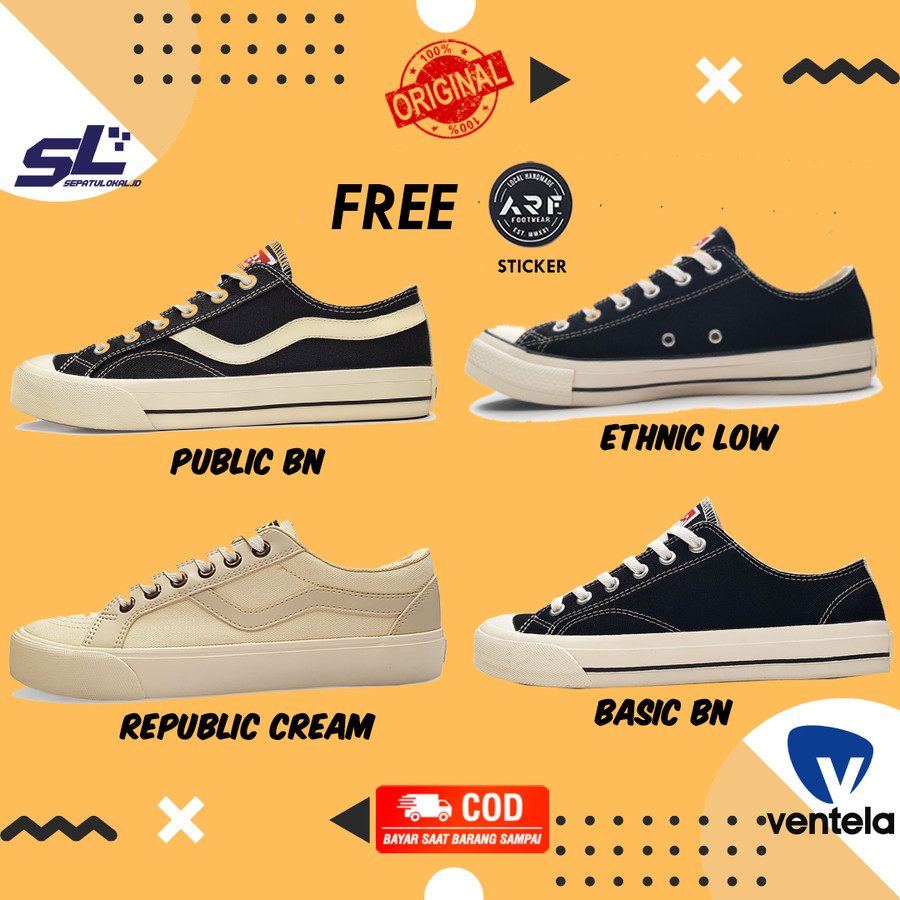 100%
ORIGINAL
100%
SL
SEPATULOKAL.ID
FREE
LOCAL HANDMADE
ARF
FOOTWEAR
EST. MMXXI
STICKER
PUBLIC BN
ETHNIC LOW
REPUBLIC CREAM
BASIC BN
COD
BAYAR SAAT BARANG SAMPAI
ventela